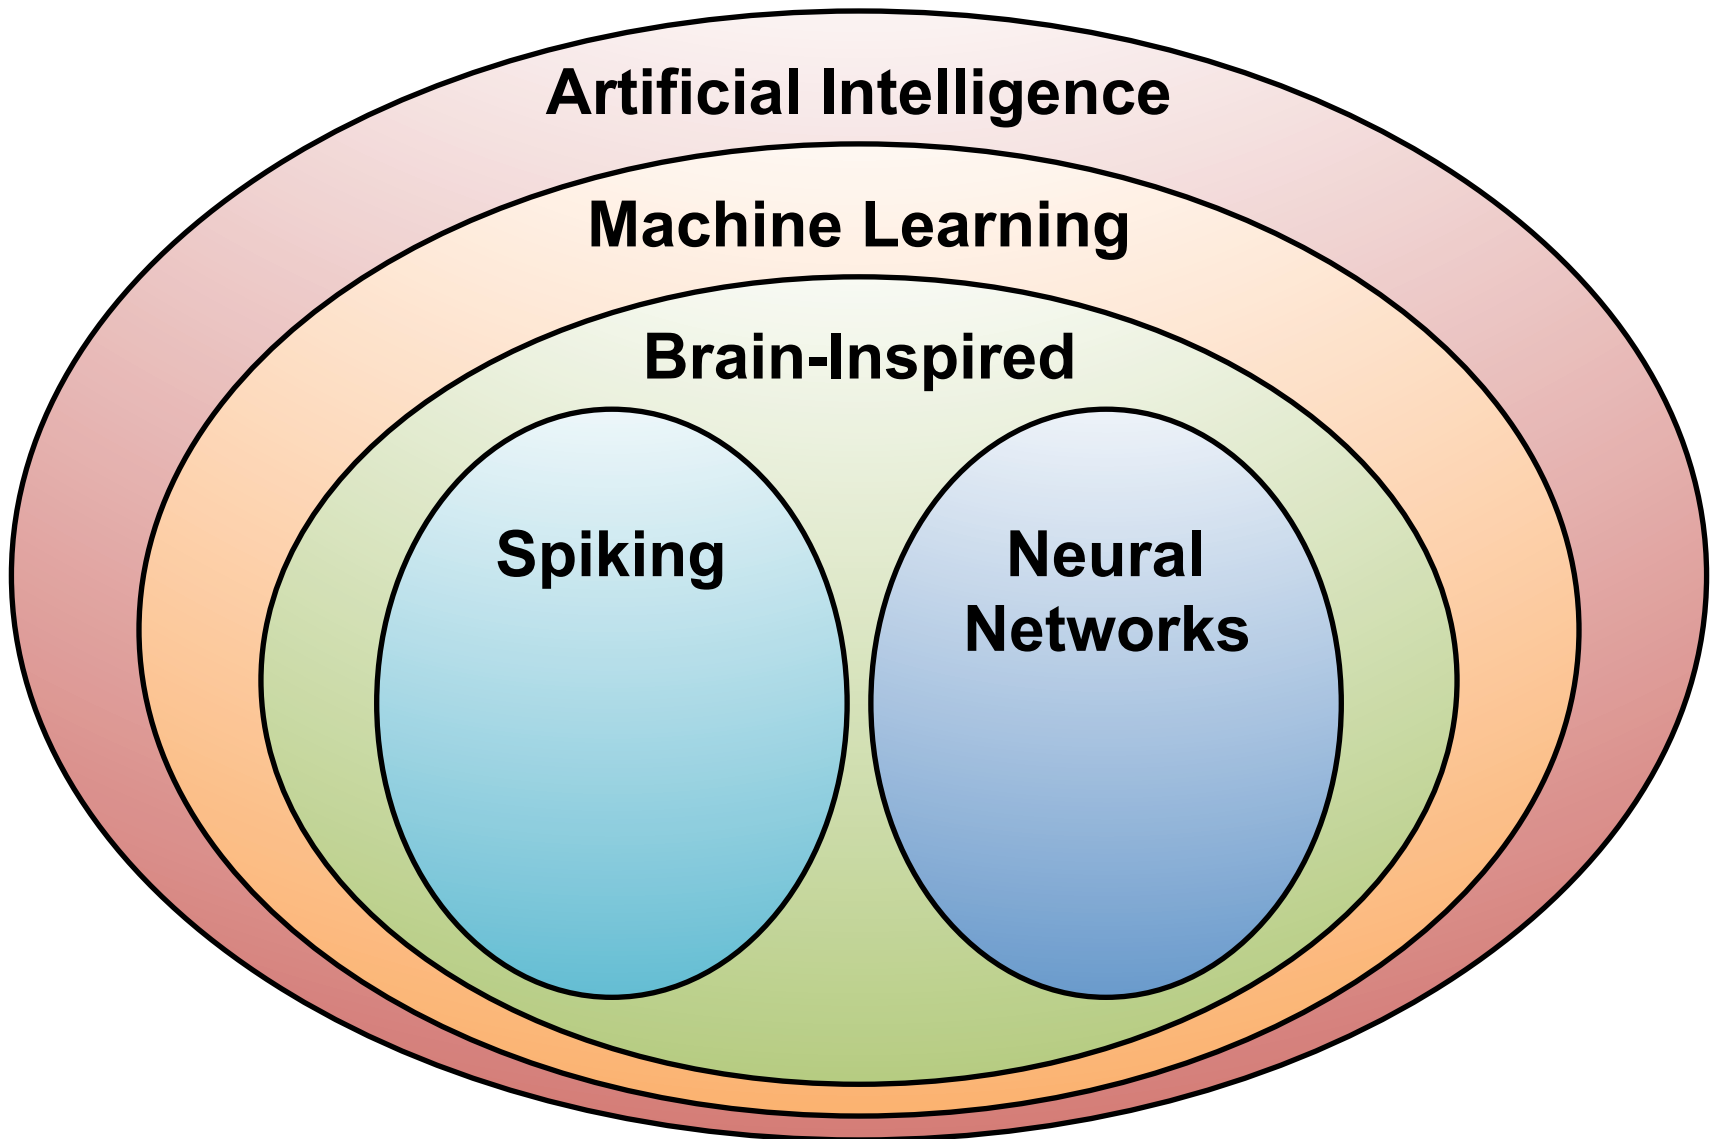 Artificial Intelligence
Machine Learning
Brain-Inspired
Spiking
Neural
Networks